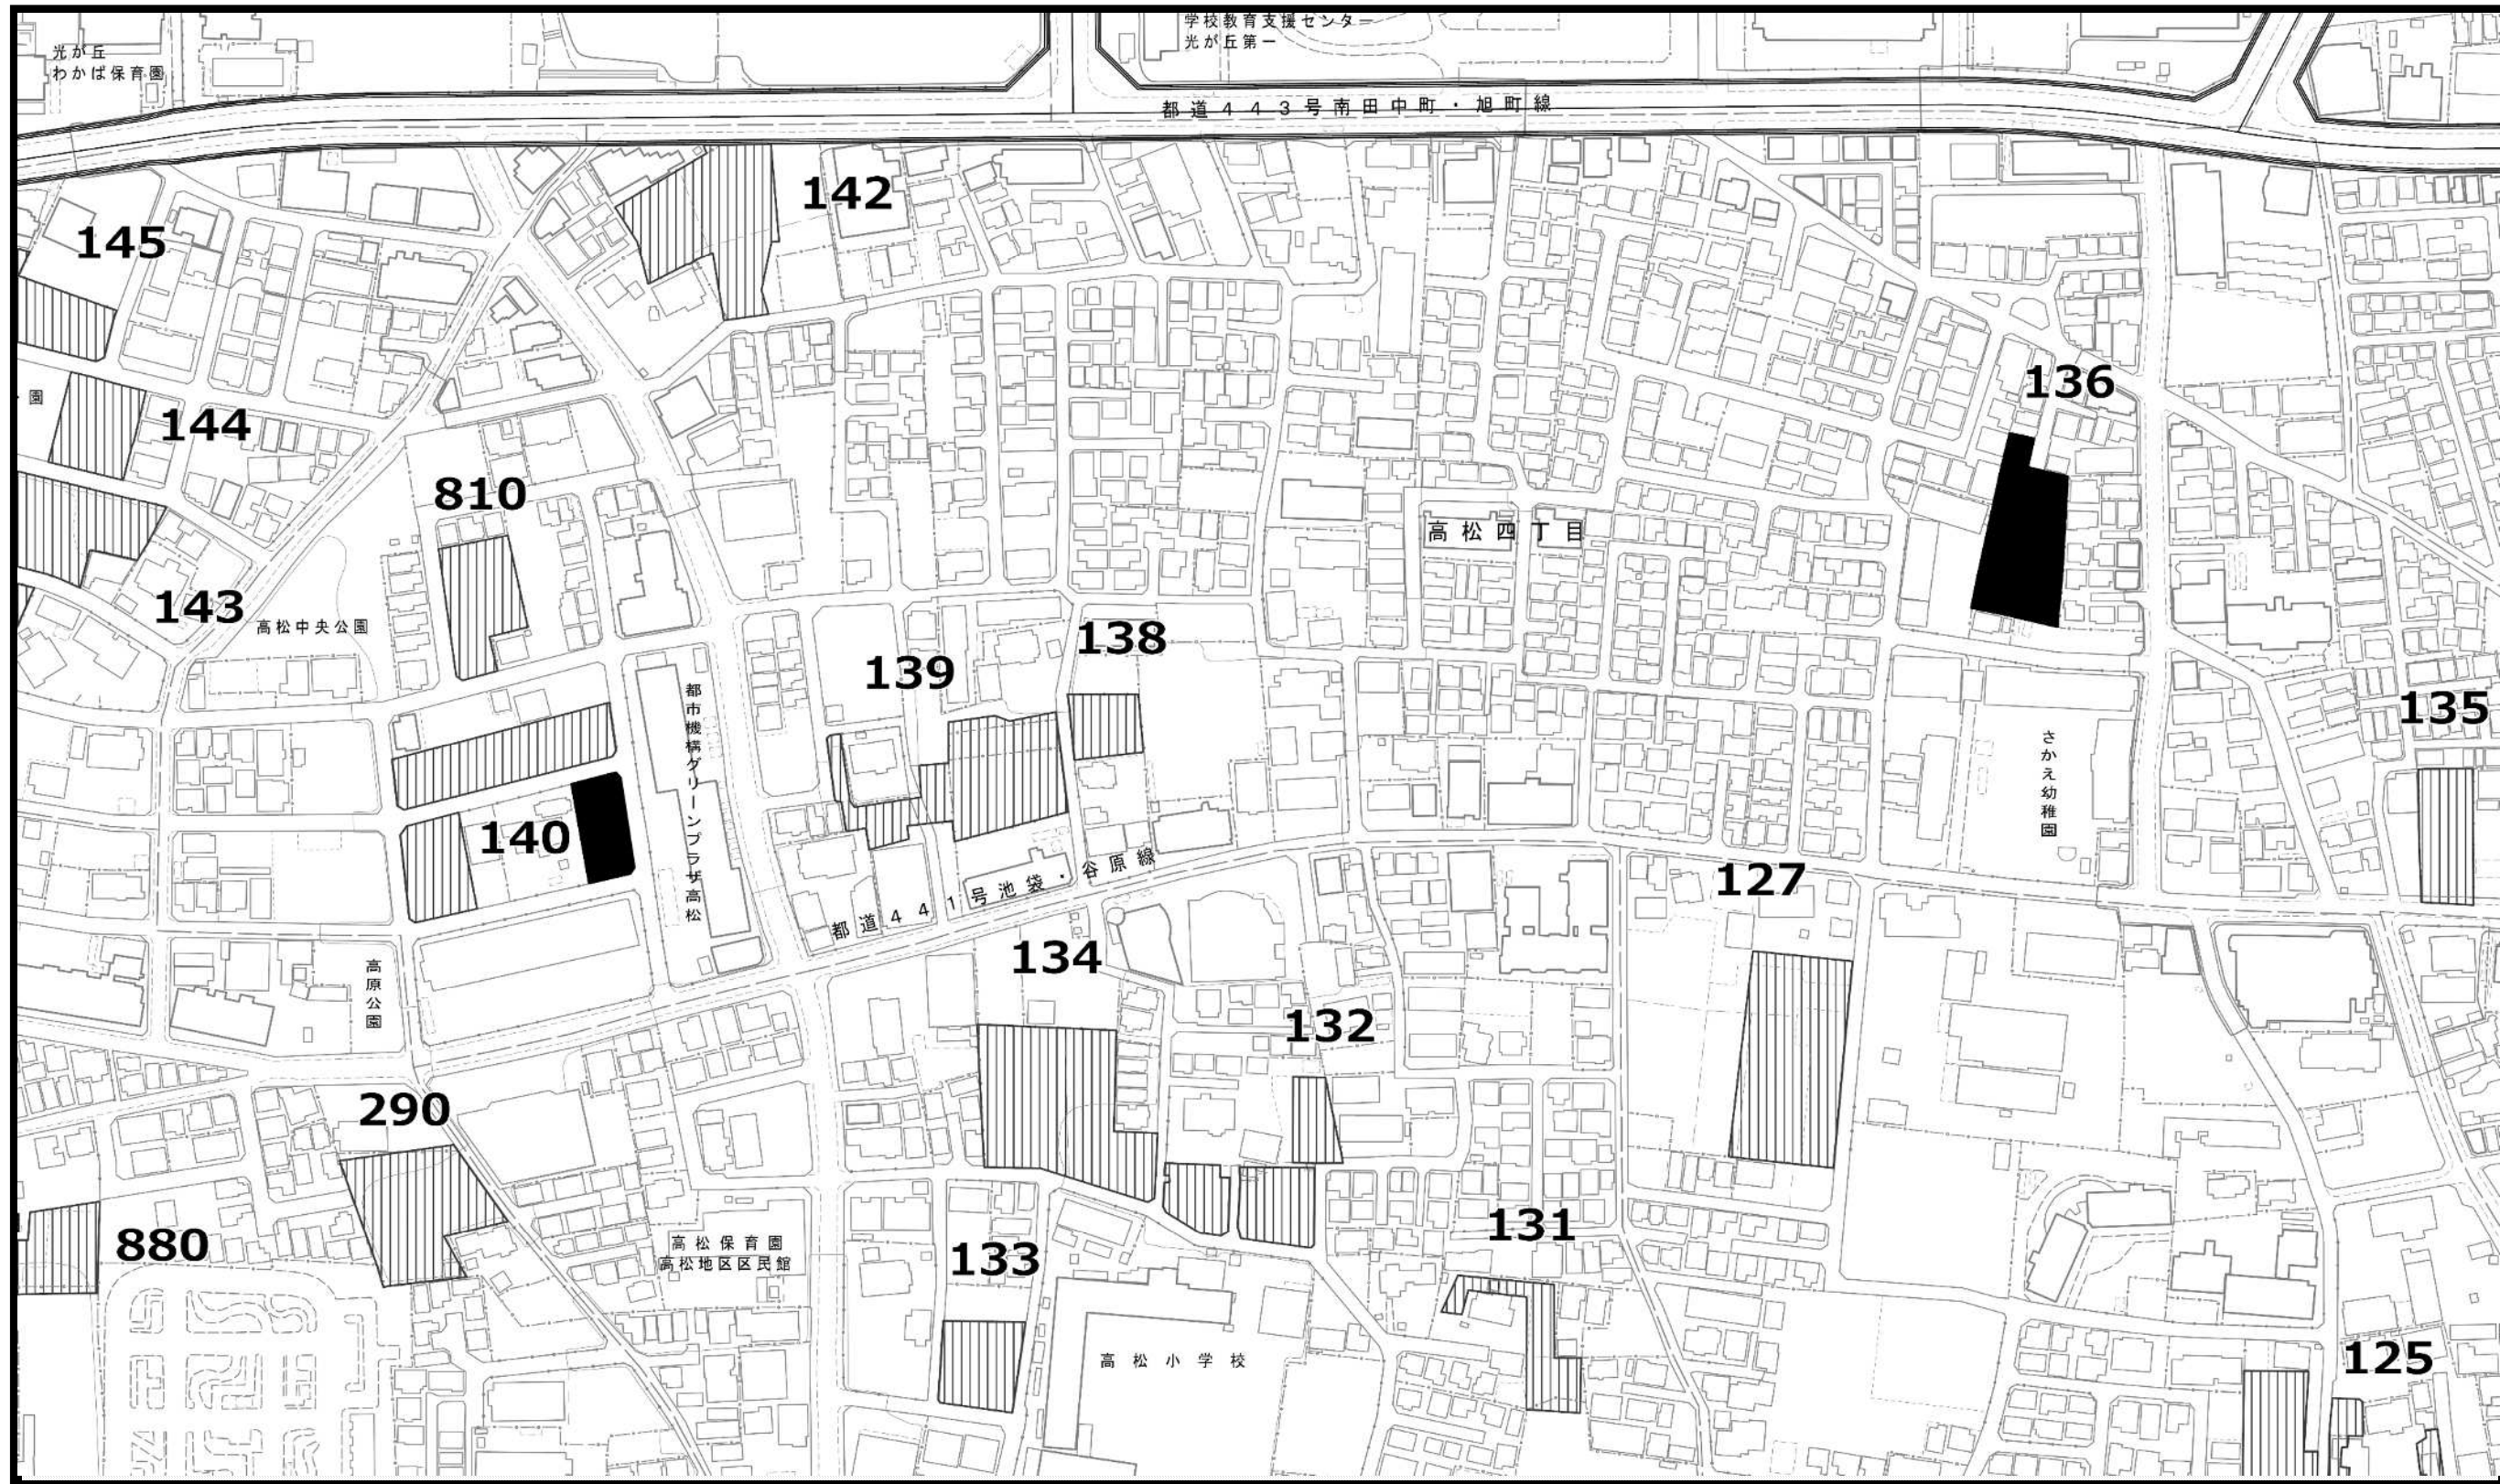 学校教育支援センター
光が丘第一
光が丘
わかば保育園
都道443号南田中町・旭町線
142
145
136
園
144
810
高松四丁目
143
高松中央公園
138
139
135
都市機構グリーンプラザ高松
さかえ幼稚園
140
127
都道441号池袋・谷原線
134
高原公園
132
290
131
880
高松保育園
高松地区区民館
133
高松小学校
125